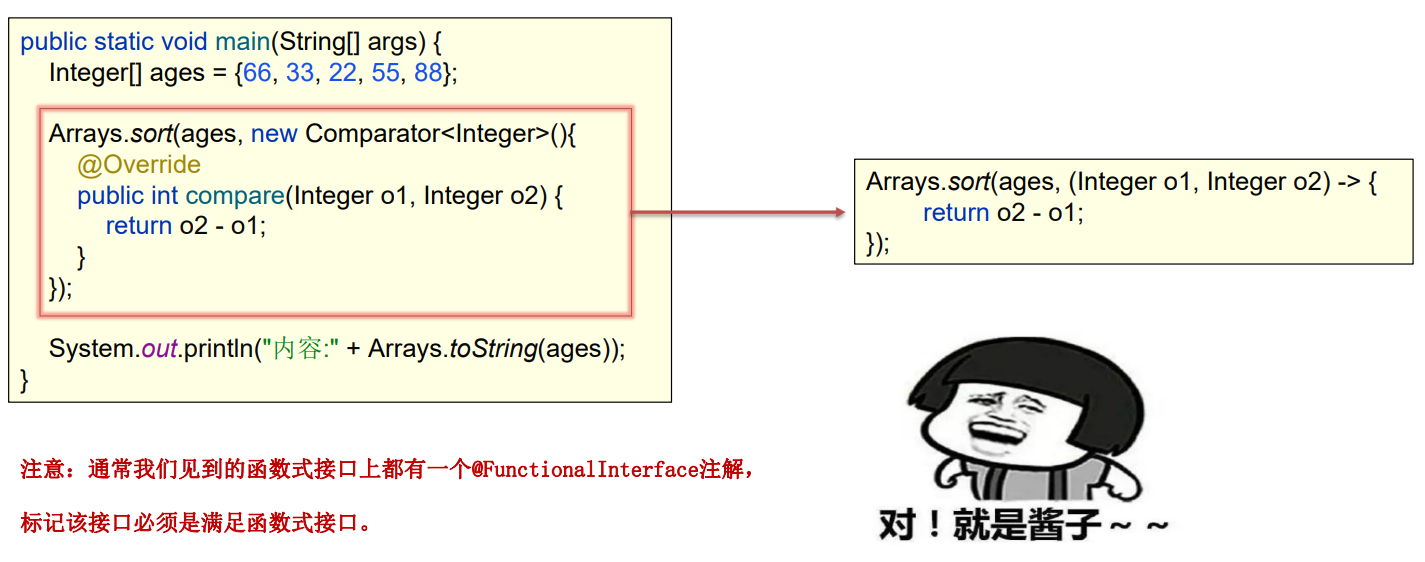 public static void main(String[] args) {
Integer[] ages = {66, 33, 22, 55, 88};
Arrays.sort(ages, new Comparator<Integer>(){
@Override
public int compare(Integer o1, Integer o2) {
return o2 - o1;
}
});
System.out.println("内容:" + Arrays.toString(ages));
}
Arrays.sort(ages, (Integer o1, Integer o2) -> {
return o2 - o1;
});
注意：通常我们见到的函数式接口上都有一个@FunctionalInterface注解，
标记该接口必须是满足函数式接口。
对！就是酱子～～